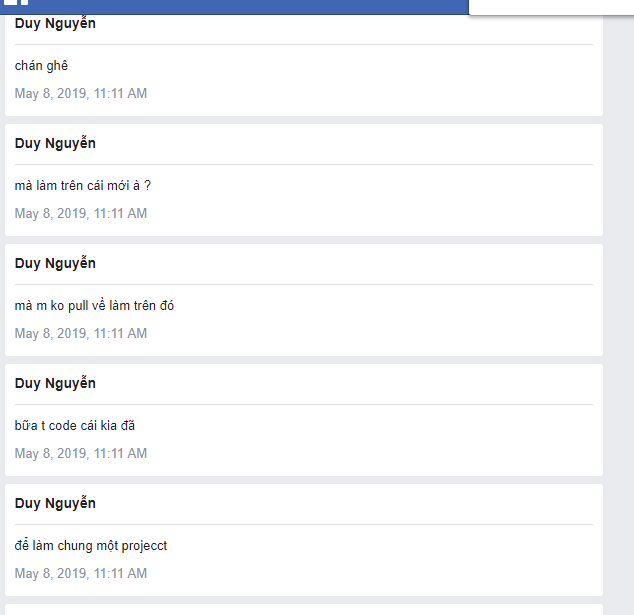 Duy Nguyễn
chán ghê
May 8, 2019, 11:11 AM
Duy Nguyễn
mà làm trên cái mới à ?
May 8, 2019, 11:11 AM
Duy Nguyễn
mà m ko pull về làm trên đó
May 8, 2019, 11:11 AM
Duy Nguyễn
bữa t code cái kia đã
May 8, 2019, 11:11 AM
Duy Nguyễn
để làm chung một projecct
May 8, 2019, 11:11 AM